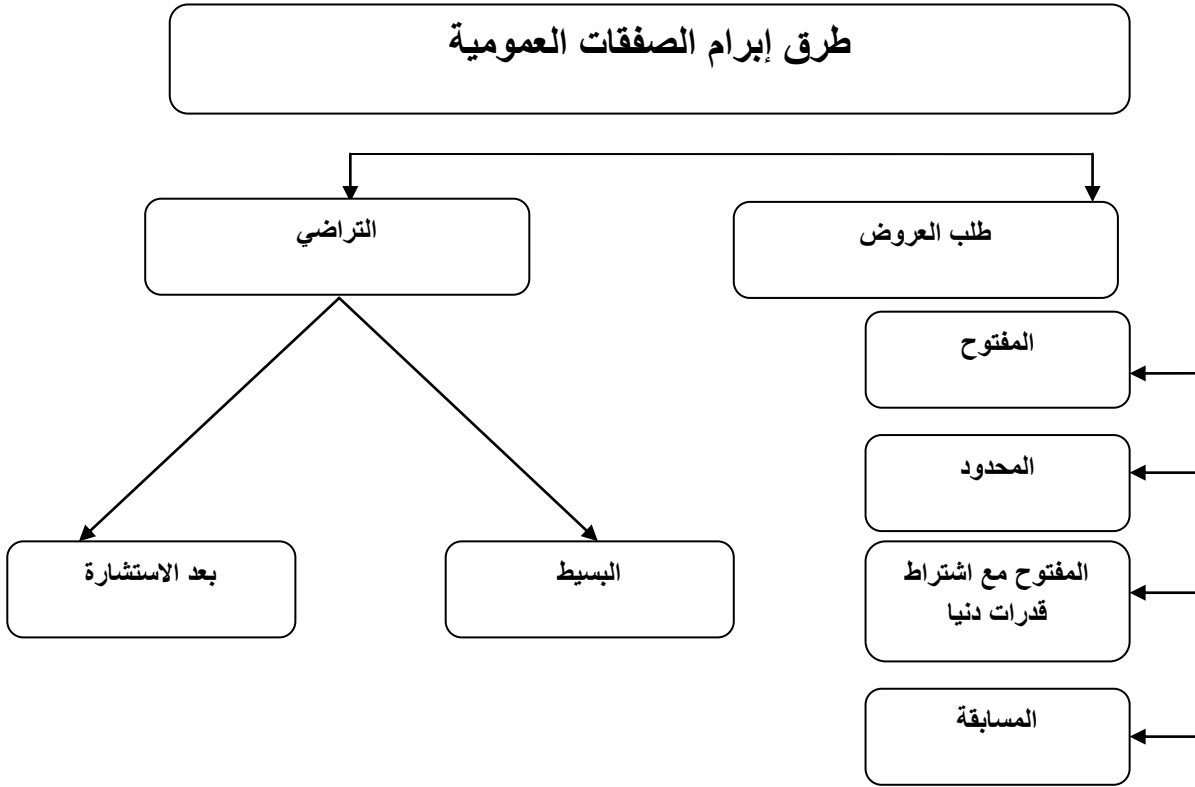 طرق إبرام الصفقات العمومية
طلب العروض
التراضي
المفتوح
المحدود
المفتوح مع اشتراط
قدرات دنيا
المسابقة
البسيط
بعد الاستشارة